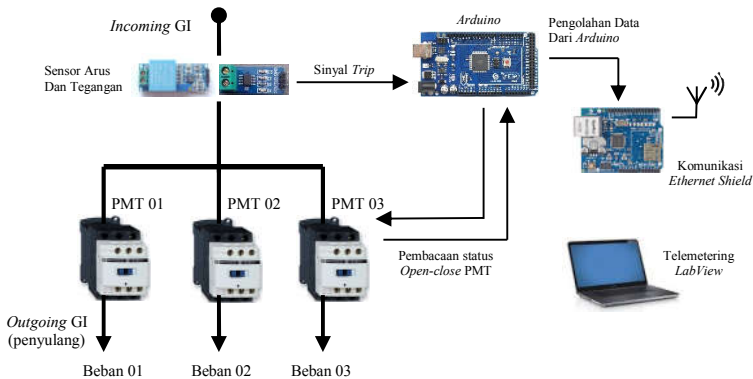 Incoming GI
Sensor Arus
Dan Tegangan
Sinyal Trip
Arduino
Pengolahan Data
Dari Arduino
Komunikasi
Ethernet Shield
PMT 01
PMT 02
PMT 03
Pembacaan status
Open-close PMT
Telemetering
LabView
Outgoing GI
(penyulang)
Beban 01
Beban 02
Beban 03